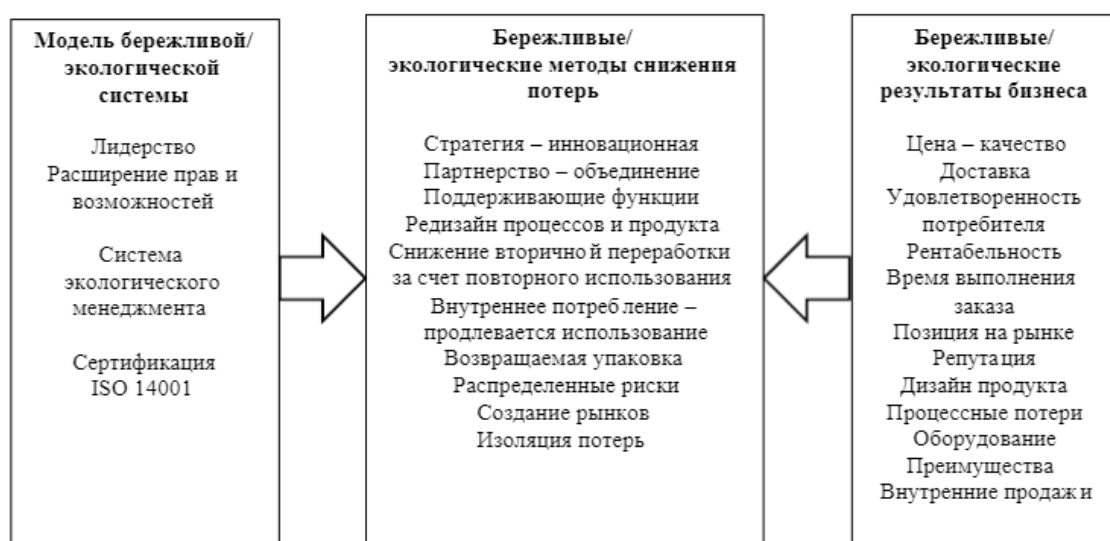 Модель бережливой/
экологической
системы
Лидерство
Расширение прав и
возможностей
Система
экологического
менеджмента
Сертификация
ISO 14001
Бережливые/
экологические методы снижения
потерь
Стратегия – инновационная
Партнерство – объединение
Поддерживающие функции
Редизайн процессов и продукта
Снижение вторичной переработки
за счет повторного использования
Внутреннее потребление –
продлевается использование
Возвращаемая упаковка
Распределенные риски
Создание рынков
Изоляция потерь
Бережливые/
экологические
результаты бизнеса
Цена – качество
Доставка
Удовлетворенность
потребителя
Рентабельность
Время выполнения
заказа
Позиция на рынке
Репутация
Дизайн продукта
Процессные потери
Оборудование
Преимущества
Внутренние продажи